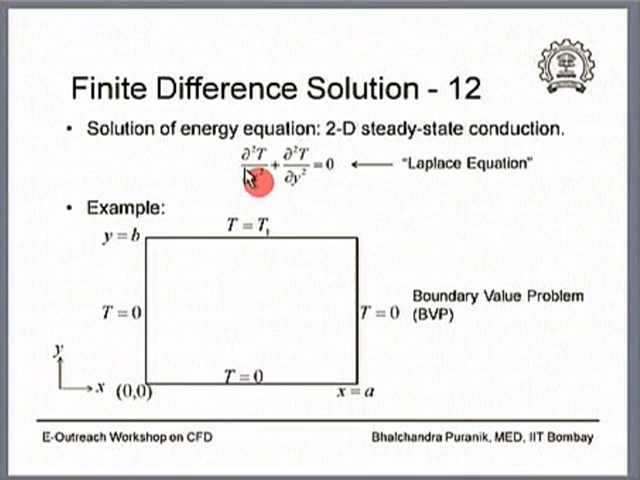 Finite Difference Solution - 12
• Solution of energy equation: 2-D steady-state conduction.
∂²T + ∂²T/∂y² = 0 ← "Laplace Equation"
• Example:
T = T₁
y = b
T = 0
T = 0
Boundary Value Problem
(BVP)
y
T = 0
x
(0,0)
x = a
E-Outreach Workshop on CFD
Bhalchandra Puranik, MED, IIT Bombay